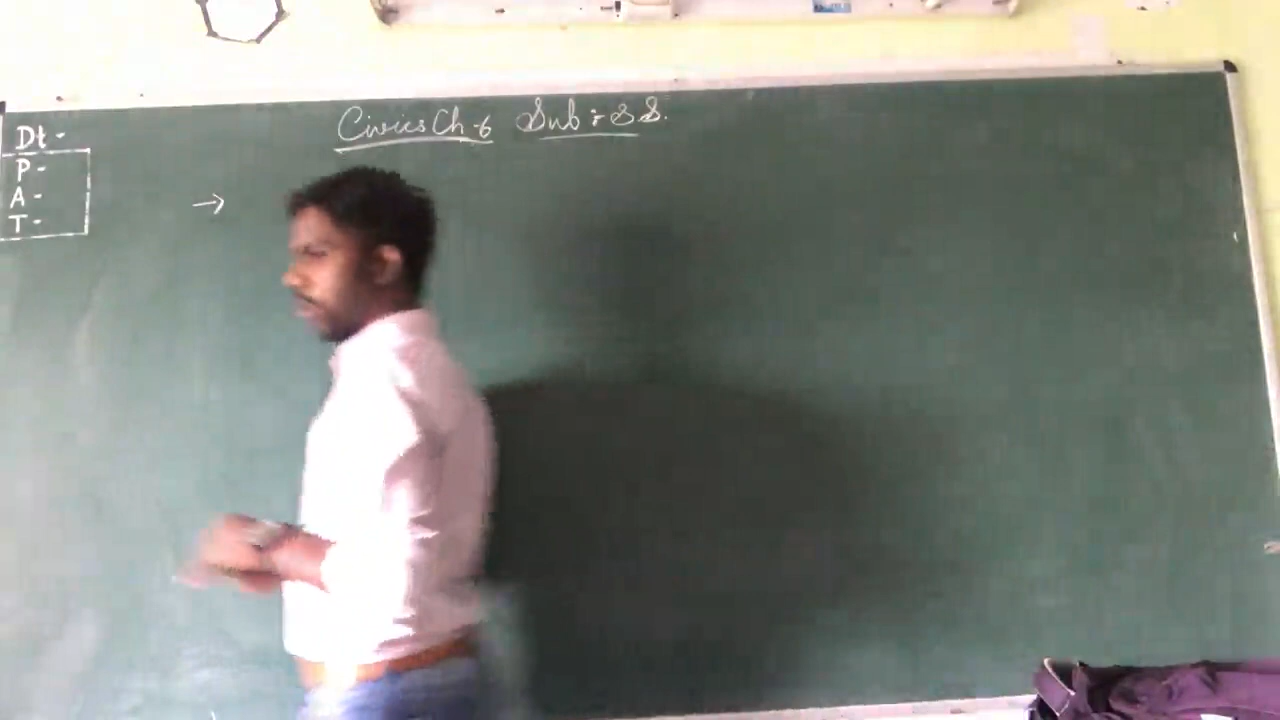 Civics Ch-6 Sub : S S.
Dt -
P -
A -
T -
→